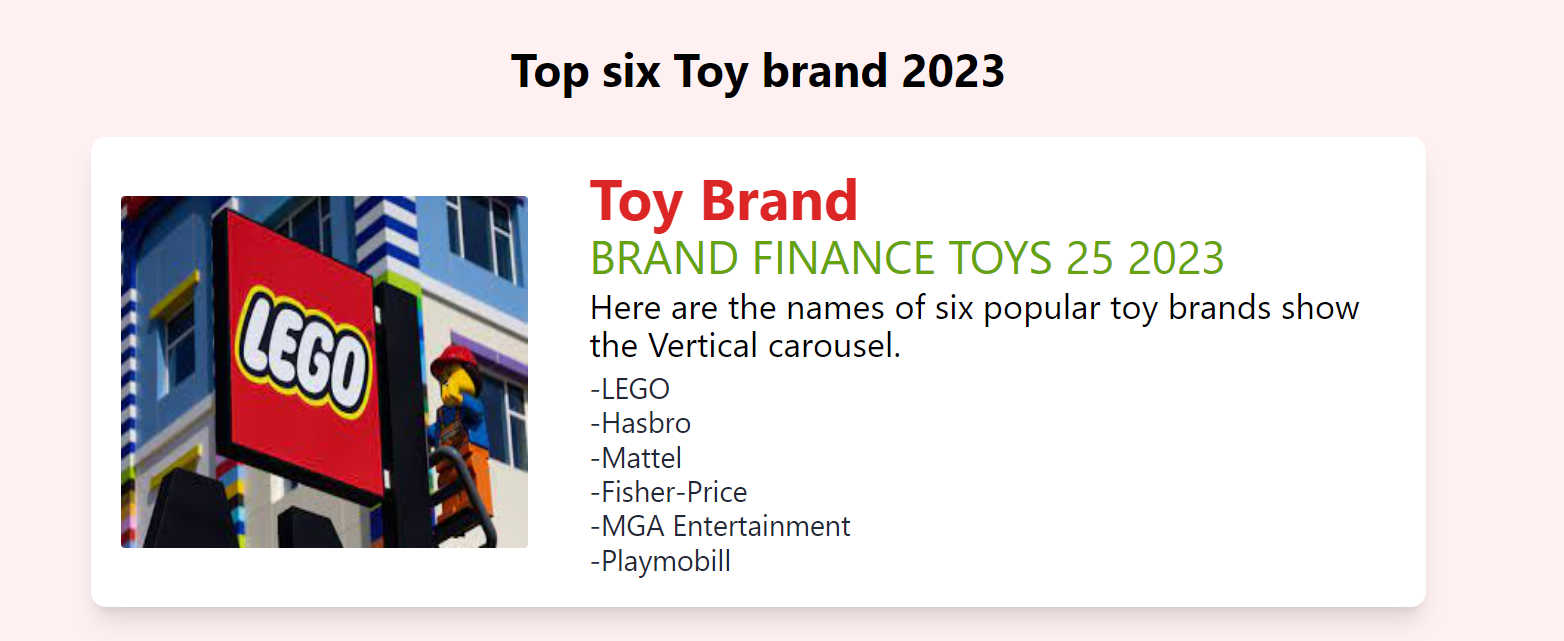 Top six Toy brand 2023
Toy Brand
BRAND FINANCE TOYS 25 2023
LEGO
Here are the names of six popular toy brands show
the Vertical carousel.
-LEGO
-Hasbro
-Mattel
-Fisher-Price
-MGA Entertainment
-Playmobill